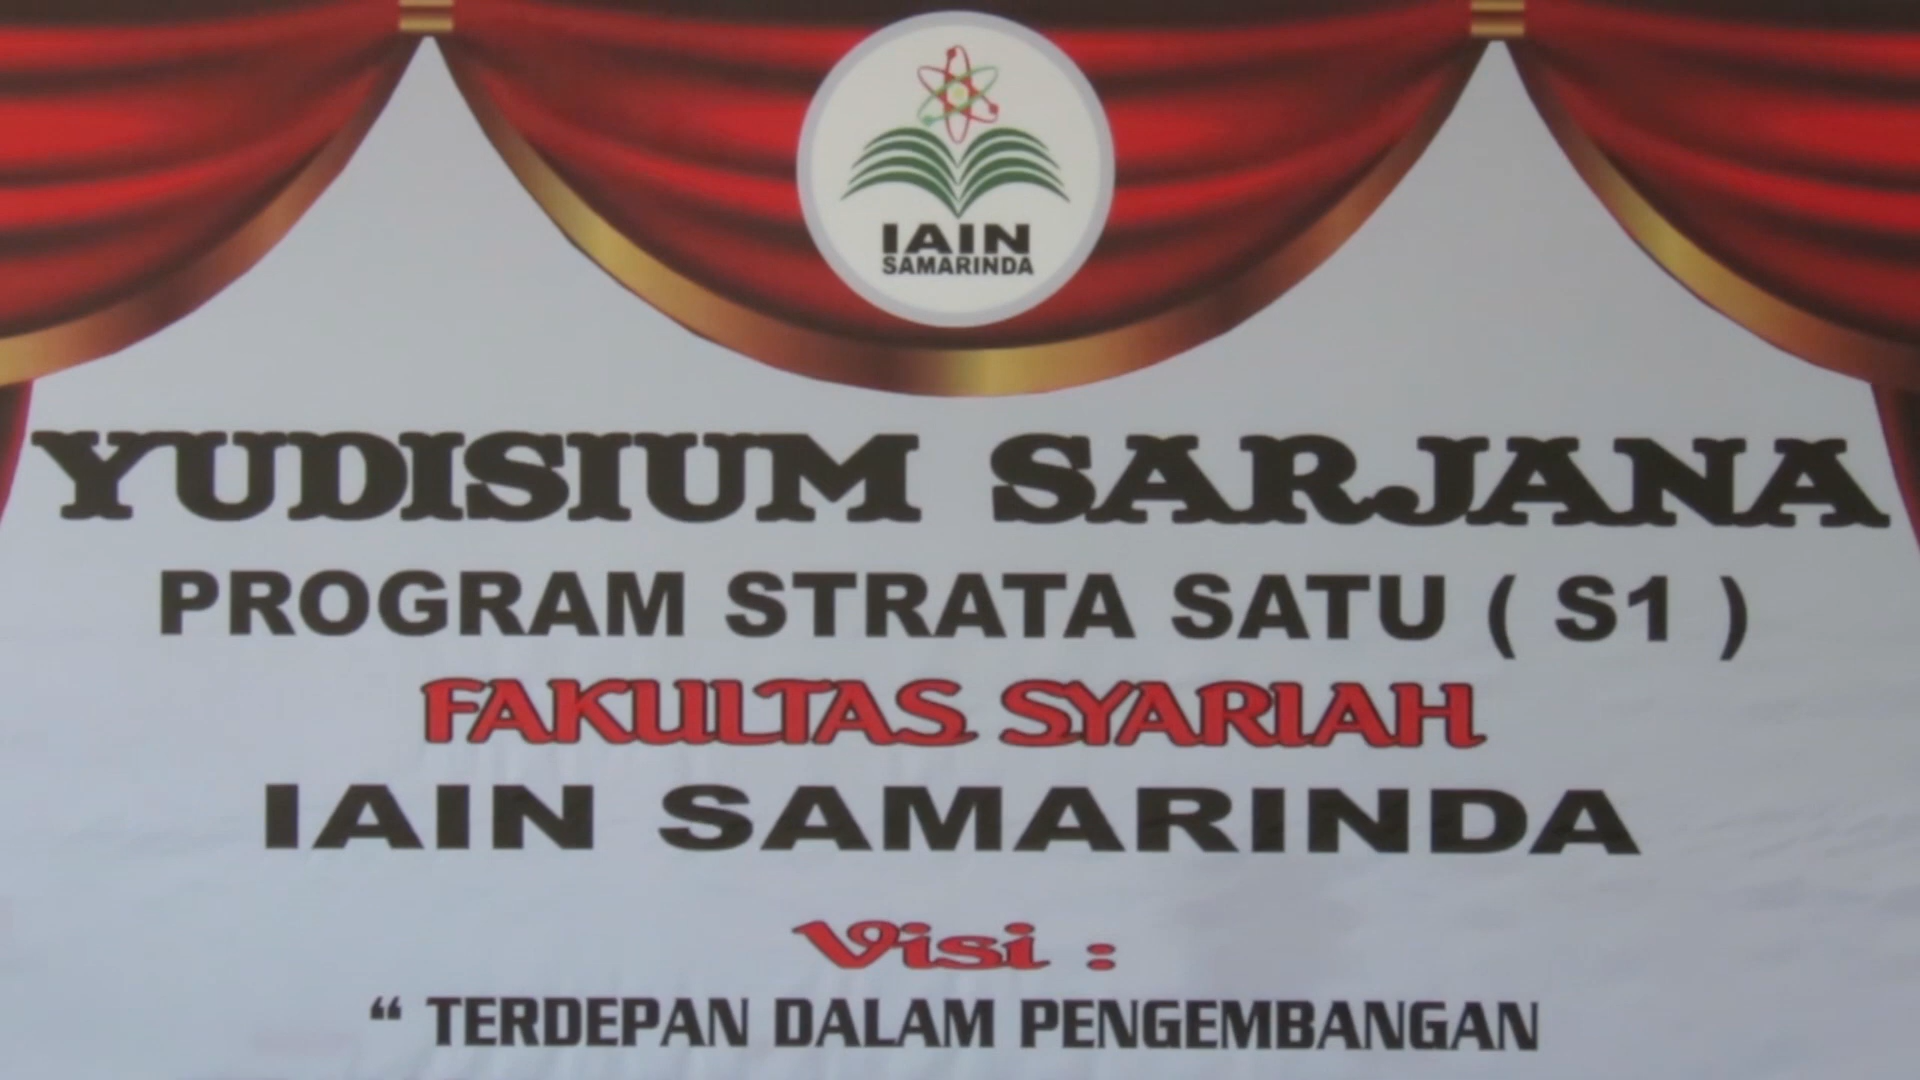 IAIN
SAMARINDA
YUDISIUM SARJANA
PROGRAM STRATA SATU ( S1 )
FAKULTAS SYARIAH
IAIN SAMARINDA
Visi :
“ TERDEPAN DALAM PENGEMBANGAN